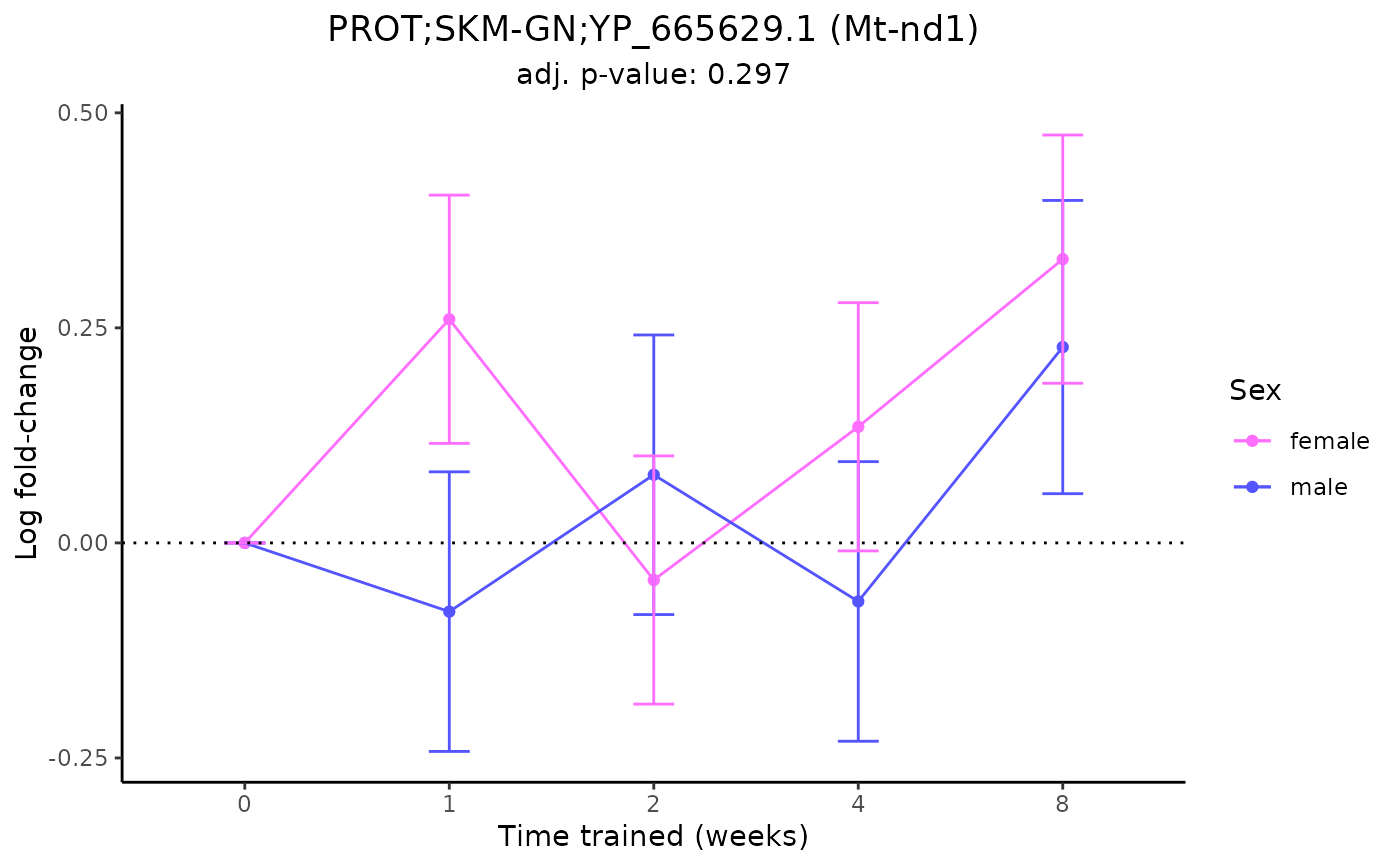 PROT;SKM-GN;YP_665629.1 (Mt-nd1)
adj. p-value: 0.297
Log fold-change
0.50
0.25
0.00
-0.25
0 1 2 4 8
Time trained (weeks)
Sex
female
male